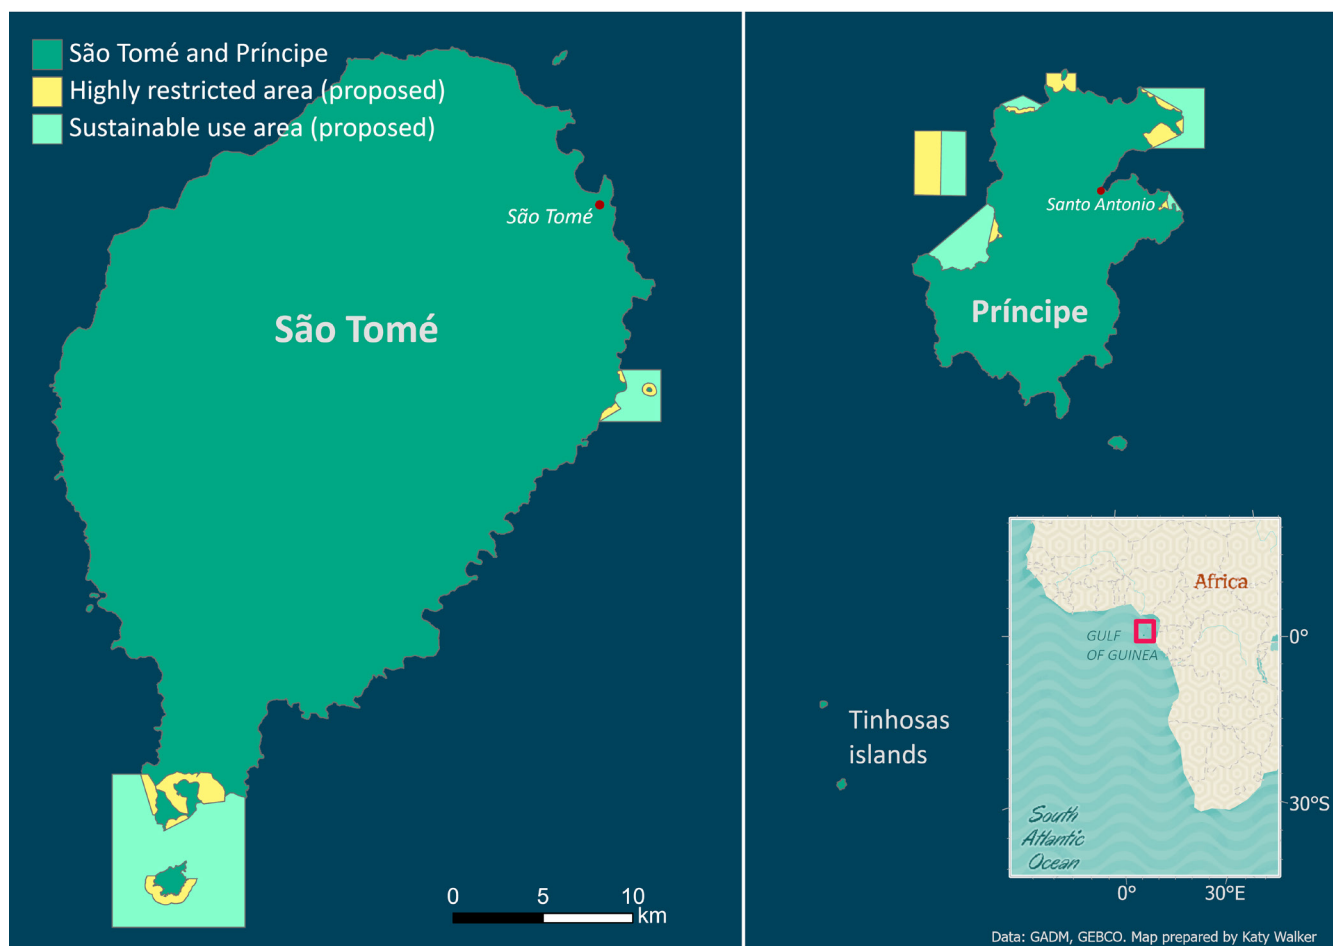 São Tomé and Príncipe
Highly restricted area (proposed)
Sustainable use area (proposed)
São Tomé
São Tomé
0
5
10
km
Santo Antonio
Príncipe
Tinhosas
islands
Africa
GULF
OF GUINEA
0°
30°S
South
Atlantic
Ocean
0°
30°E
Data: GADM, GEBCO. Map prepared by Katy Walker